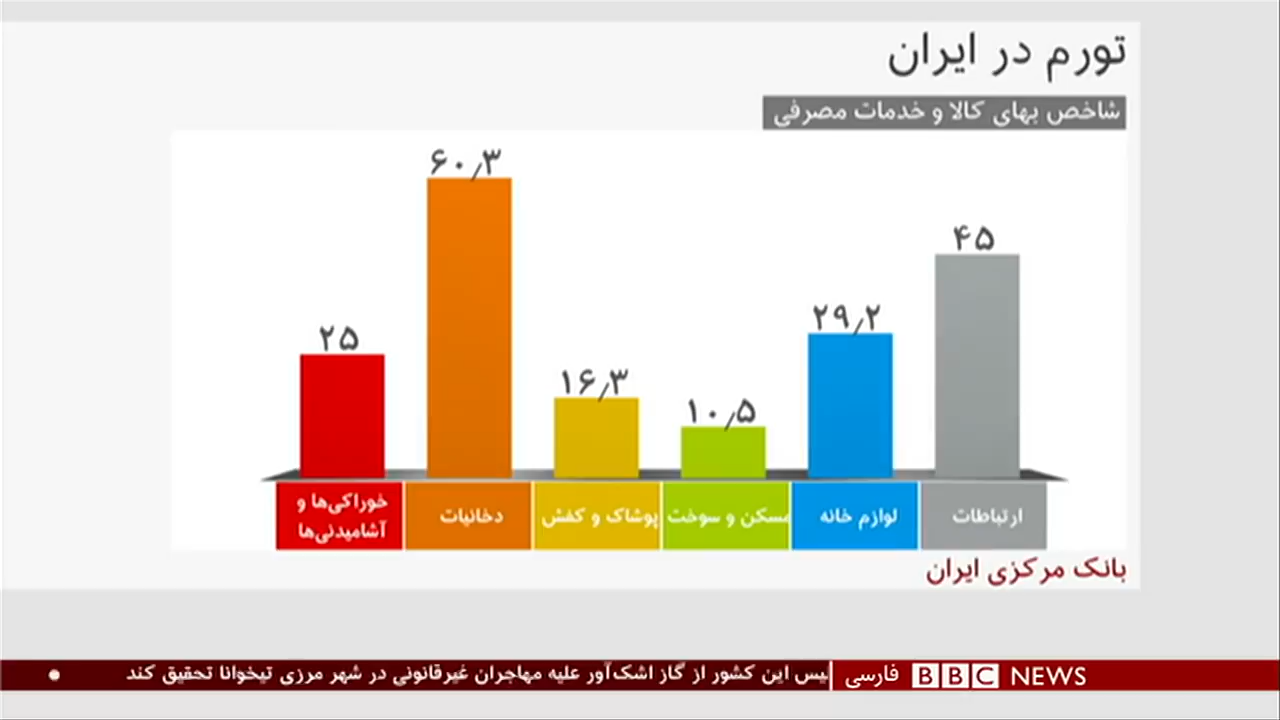 تورم در ایران
شاخص بهای کالا و خدمات مصرفی
۲۵
۶۰٫۳
۱۶٫۳
۱۰٫۵
۲۹٫۲
۴۵
خوراکی‌ها و
آشامیدنی‌ها
دخانیات
پوشاک و کفش
مسکن و سوخت
لوازم خانه
ارتباطات
بانک مرکزی ایران
BBC NEWS فارسی
این کشور از گاز اشک‌آور علیه مهاجران غیرقانونی در شهر مرزی تیخوانا تحقیق کند